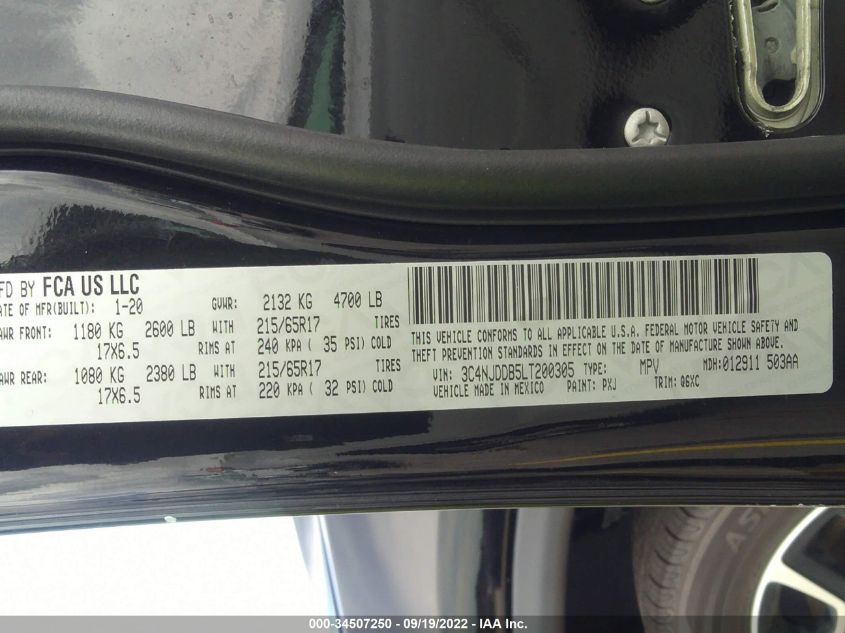 FD BY FCA US LLC
ATE OF MFR(BUILT): 1-20 GVWR: 2132 KG 4700 LB
AWR FRONT: 1180 KG 2600 LB WITH 215/65R17 TIRES
17X6.5 RIMS AT 240 KPA ( 35 PSI) COLD
AWR REAR: 1080 KG 2380 LB WITH 215/65R17 TIRES
17X6.5 RIMS AT 220 KPA ( 32 PSI) COLD
THIS VEHICLE CONFORMS TO ALL APPLICABLE U.S.A. FEDERAL MOTOR VEHICLE SAFETY AND
THEFT PREVENTION STANDARDS IN EFFECT ON THE DATE OF MANUFACTURE SHOWN ABOVE.
VIN: 3C4NJDDB5LT200305 TYPE: MPV MDH:012911 503AA
VEHICLE MADE IN MEXICO PAINT: PXJ TRIM: Q6XC
000-34507250 - 09/19/2022 - IAA Inc.